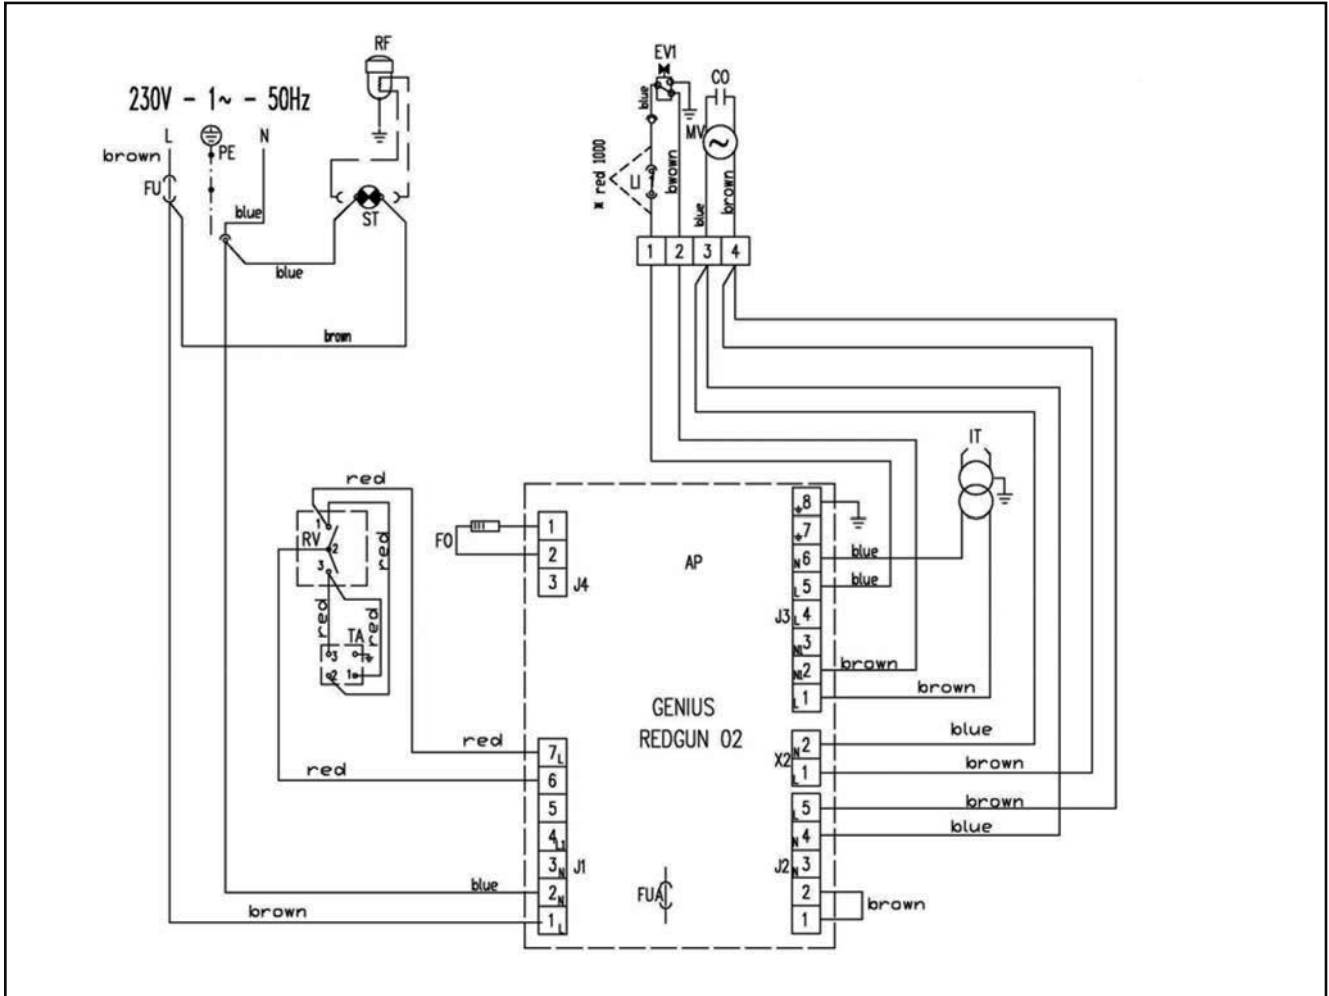 RF
230V - 1~ - 50Hz
L
N
brown
PE
FU
blue
ST
blue
brown
EV1
CO
blue
MV
* red 1000
LI
bwown
blue
brown
1 2 3 4
IT
red
1
RV
2
3
red
red
red
TA
3
2 1
FO
1
2
3 J4
AP
8
7
N 6 blue
L 5 blue
J3 L 4
N1 3
N1 2 brown
L 1 brown
GENIUS
REDGUN 02
red 7 L
red 6
5
4 L1
3 N J1
blue 2 N
brown 1 L
FUA
N 2 blue
X2 L 1 brown
L 5 brown
N 4 blue
J2 N 3
2
brown
1